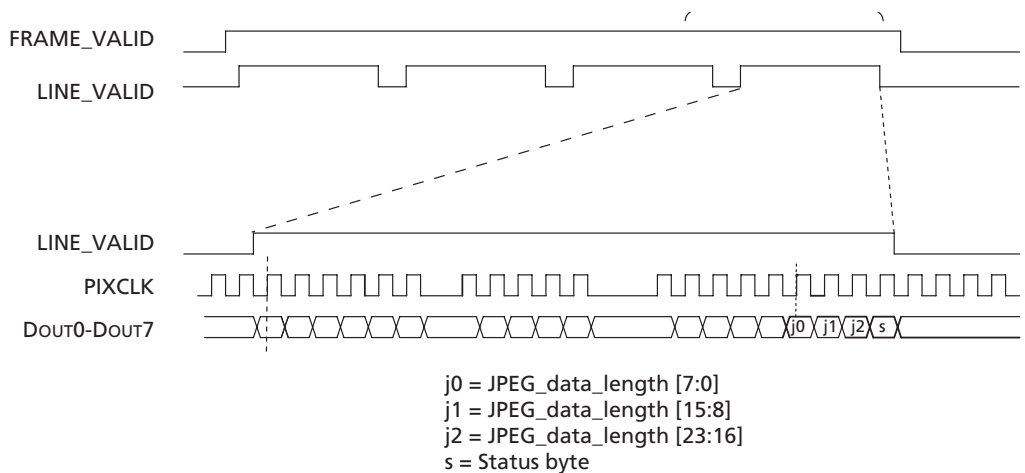 FRAME_VALID
LINE_VALID
LINE_VALID
PIXCLK
DOUT0-DOUT7
j0 j1 j2 s
j0 = JPEG_data_length [7:0]
j1 = JPEG_data_length [15:8]
j2 = JPEG_data_length [23:16]
s = Status byte